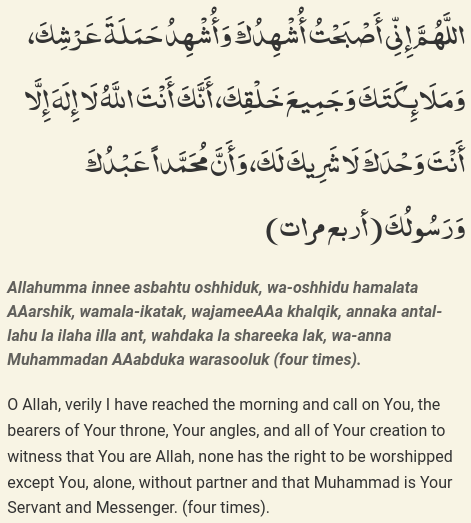 اللَّهُمَّ إِنِّي أَصْبَحْتُ أُشْهِدُكَ وَأُشْهِدُ حَمَلَةَ عَرْشِكَ،
وَمَلَائِكَتَكَ وَجَمِيعَ خَلْقِكَ، أَنَّكَ أَنْتَ اللهُ لَا إِلَهَ إِلَّا
أَنْتَ وَحْدَكَ لَا شَرِيكَ لَكَ، وَأَنَّ مُحَمَّداً عَبْدُكَ
وَرَسُولُكَ (أربع مرات)
Allahumma innee asbahtu oshhiduk, wa-oshhidu hamalata
AAarshik, wamala-ikatak, wajameeAAa khalqik, annaka antal-
lahu la ilaha illa ant, wahdaka la shareeka lak, wa-anna
Muhammadan AAabduka warasooluk (four times).
O Allah, verily I have reached the morning and call on You, the
bearers of Your throne, Your angles, and all of Your creation to
witness that You are Allah, none has the right to be worshipped
except You, alone, without partner and that Muhammad is Your
Servant and Messenger. (four times).